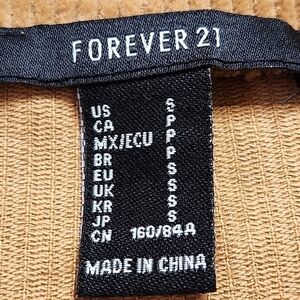 FOREVER 21
US S
CA P
MX/ECU P
BR P
EU S
UK S
KR S
JP S
CN 160/84A
MADE IN CHINA